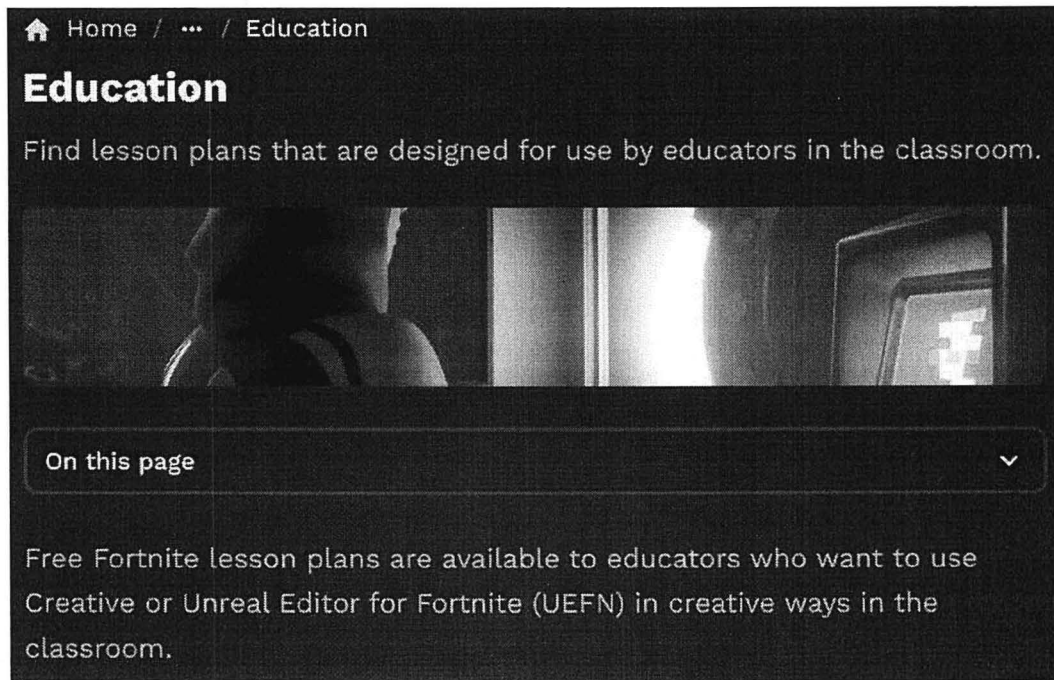 Home / ••• / Education
Education
Find lesson plans that are designed for use by educators in the classroom.
On this page
Free Fortnite lesson plans are available to educators who want to use
Creative or Unreal Editor for Fortnite (UEFN) in creative ways in the
classroom.